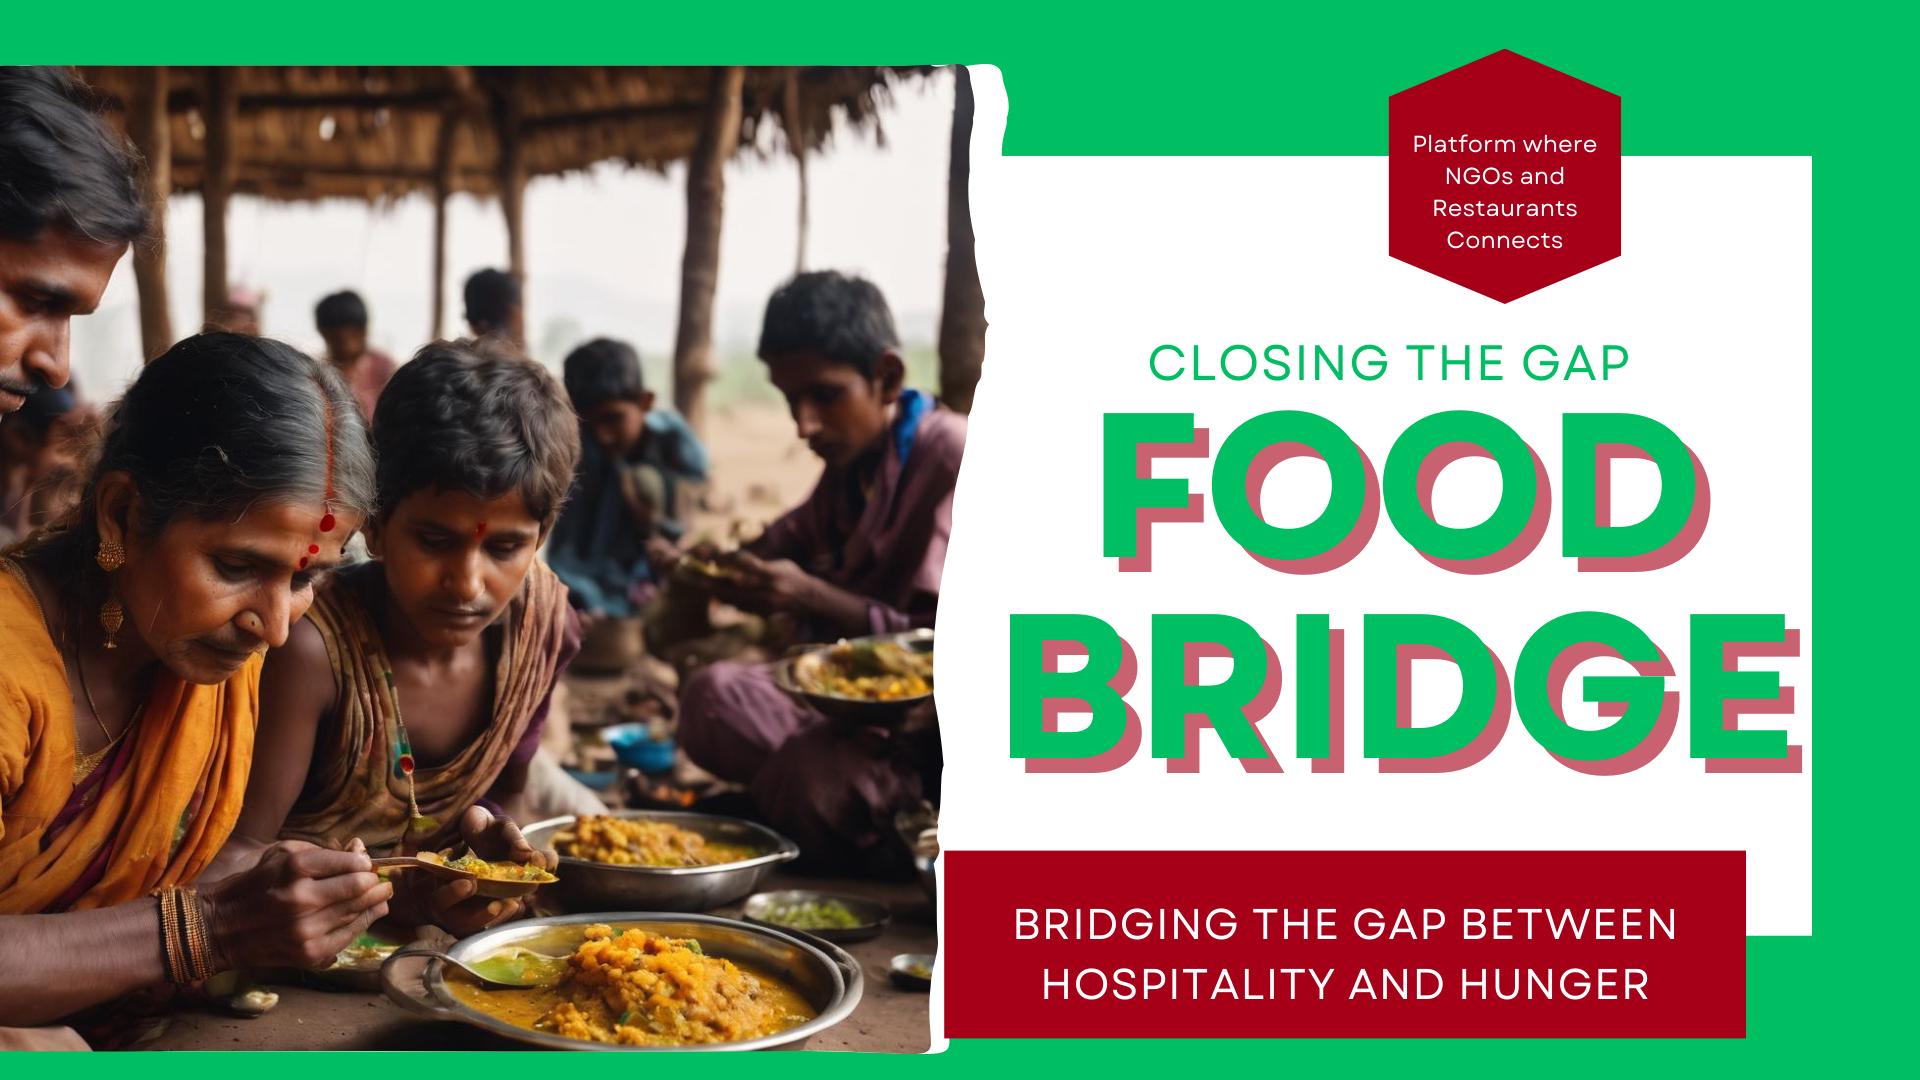 Platform where
NGOs and
Restaurants
Connects
CLOSING THE GAP
FOOD
BRIDGE
BRIDGING THE GAP BETWEEN
HOSPITALITY AND HUNGER